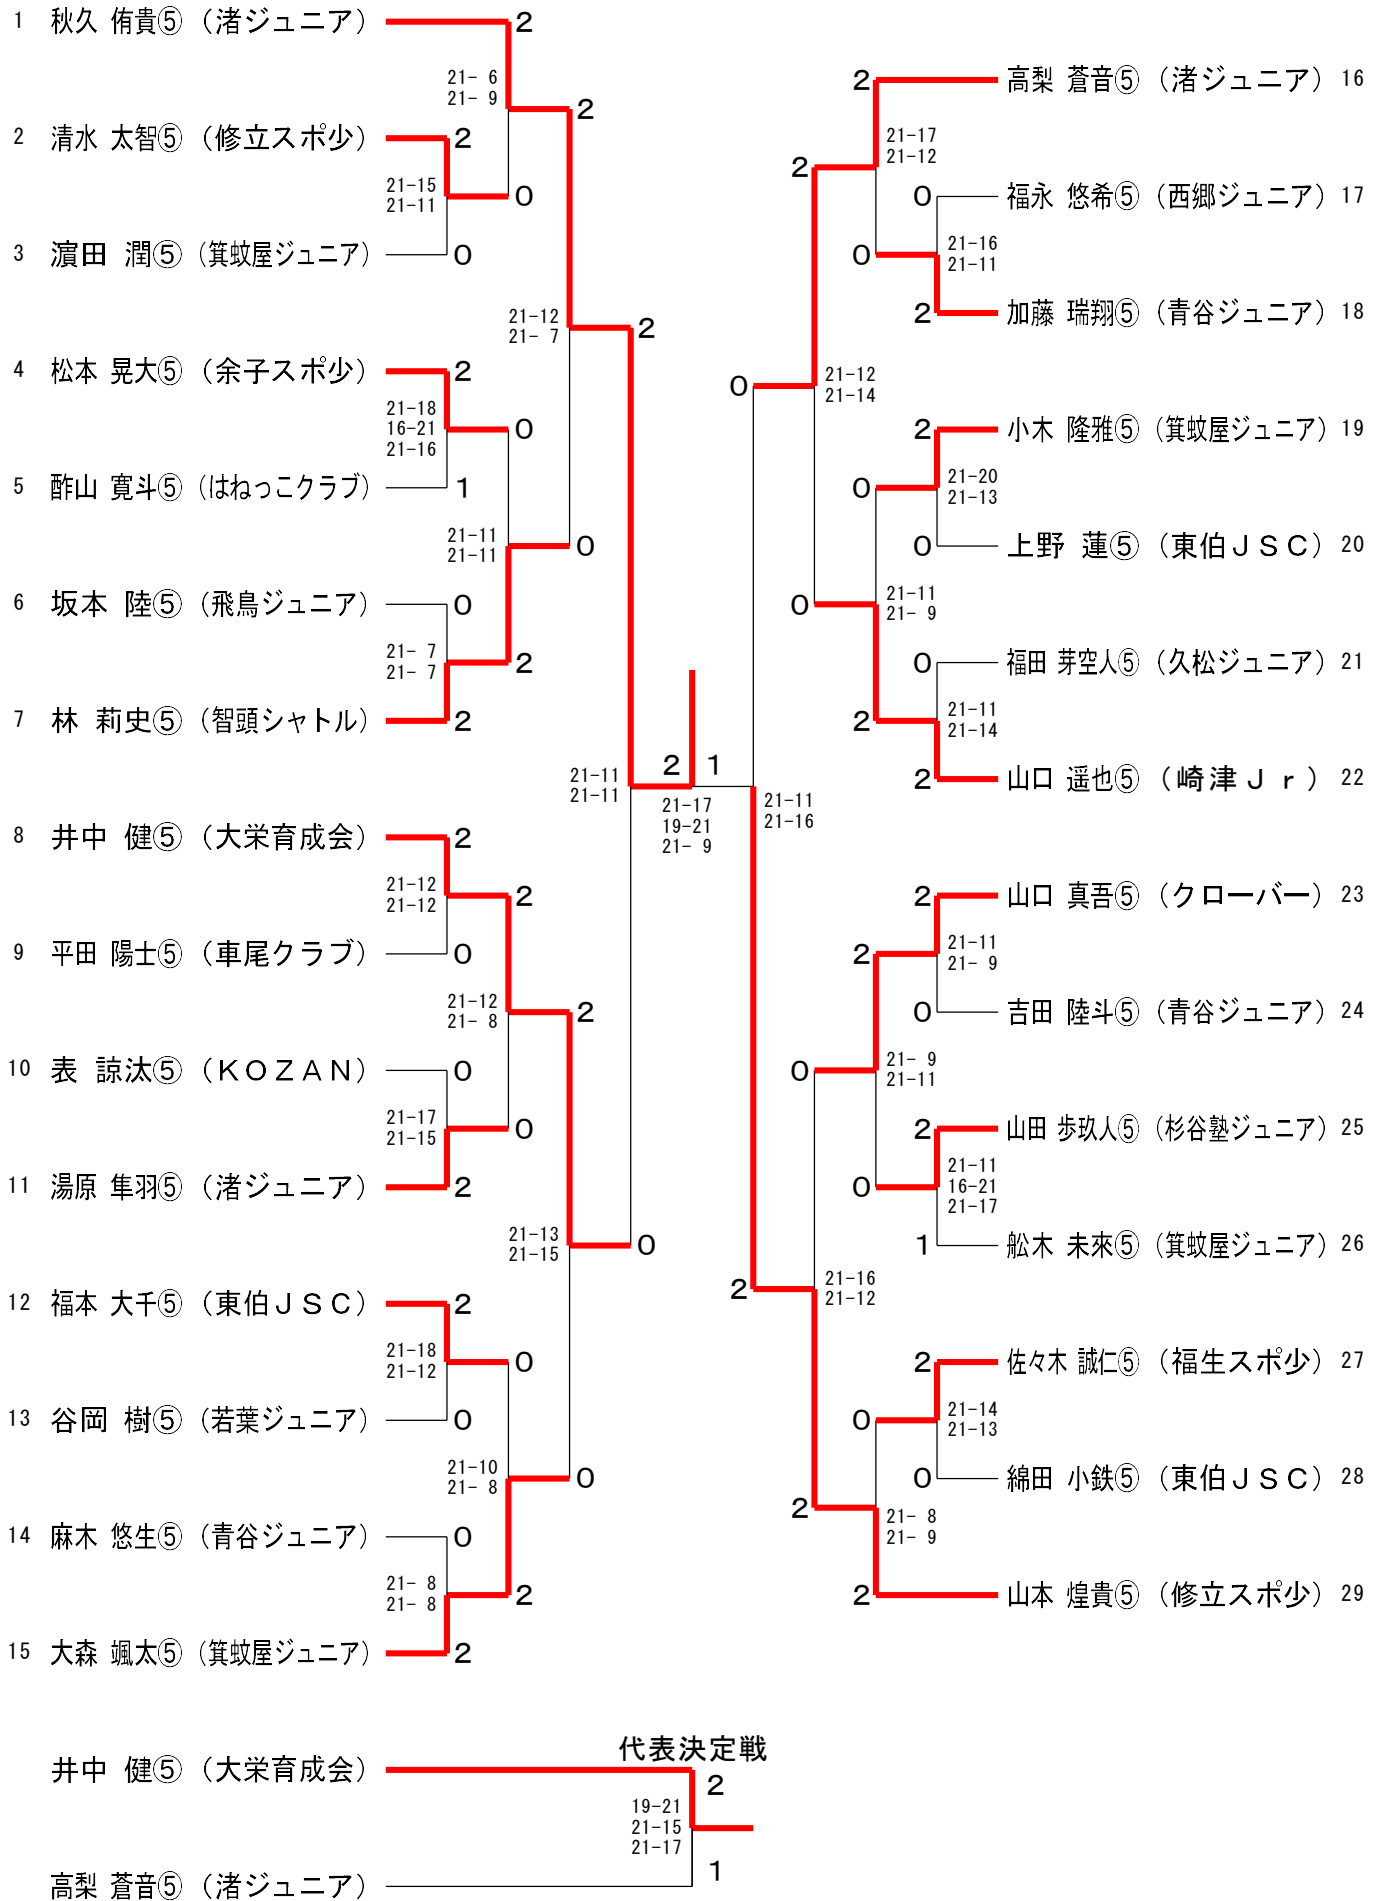 1 秋久 侑貴⑤ （渚ジュニア） 2
21- 6
21- 9
2
2 清水 太智⑤ （修立スポ少） 2
21-15
21-11
0
3 濵田 潤⑤ （箕蚊屋ジュニア） 0
21-12
21- 7
2
4 松本 晃大⑤ （余子スポ少） 2
21-18
16-21
21-16
0
5 酢山 寛斗⑤ （はねっこクラブ） 1
21-11
21-11
0
6 坂本 陸⑤ （飛鳥ジュニア） 0
21- 7
21- 7
2
7 林 莉史⑤ （智頭シャトル） 2
21-11
21-11
8 井中 健⑤ （大栄育成会） 2
21-12
21-12
2
9 平田 陽士⑤ （車尾クラブ） 0
21-12
21- 8
2
10 表 諒汰⑤ （ＫＯＺＡＮ） 0
21-17
21-15
0
11 湯原 隼羽⑤ （渚ジュニア） 2
21-13
21-15
0
12 福本 大千⑤ （東伯ＪＳＣ） 2
21-18
21-12
0
13 谷岡 樹⑤ （若葉ジュニア） 0
21-10
21- 8
0
14 麻木 悠生⑤ （青谷ジュニア） 0
21- 8
21- 8
2
15 大森 颯太⑤ （箕蚊屋ジュニア） 2
2 1
21-17
19-21
21- 9
2 高梨 蒼音⑤ （渚ジュニア） 16
21-17
21-12
2
0 福永 悠希⑤ （西郷ジュニア） 17
21-16
21-11
0
2 加藤 瑞翔⑤ （青谷ジュニア） 18
0
21-12
21-14
2 小木 隆雅⑤ （箕蚊屋ジュニア） 19
21-20
21-13
0
0 上野 蓮⑤ （東伯ＪＳＣ） 20
0
21-11
21- 9
0 福田 芽空人⑤ （久松ジュニア） 21
21-11
21-14
2
2 山口 遥也⑤ （崎津Ｊｒ） 22
21-11
21-16
2 山口 真吾⑤ （クローバー） 23
21-11
21- 9
2
0 吉田 陸斗⑤ （青谷ジュニア） 24
0
21- 9
21-11
2 山田 歩玖人⑤ （杉谷塾ジュニア） 25
21-11
16-21
21-17
0
1 舩木 未來⑤ （箕蚊屋ジュニア） 26
2
21-16
21-12
2 佐々木 誠仁⑤ （福生スポ少） 27
21-14
21-13
0
0 綿田 小鉄⑤ （東伯ＪＳＣ） 28
2
21- 8
21- 9
2 山本 煌貴⑤ （修立スポ少） 29
代表決定戦
井中 健⑤ （大栄育成会） 2
19-21
21-15
21-17
高梨 蒼音⑤ （渚ジュニア） 1